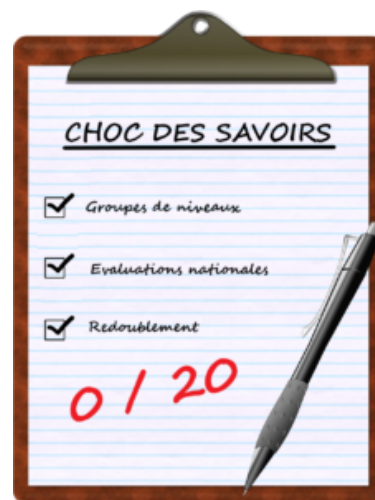 CHOC DES SAVOIRS
Groupes de niveaux
Evaluations nationales
Redoublement
0 / 20